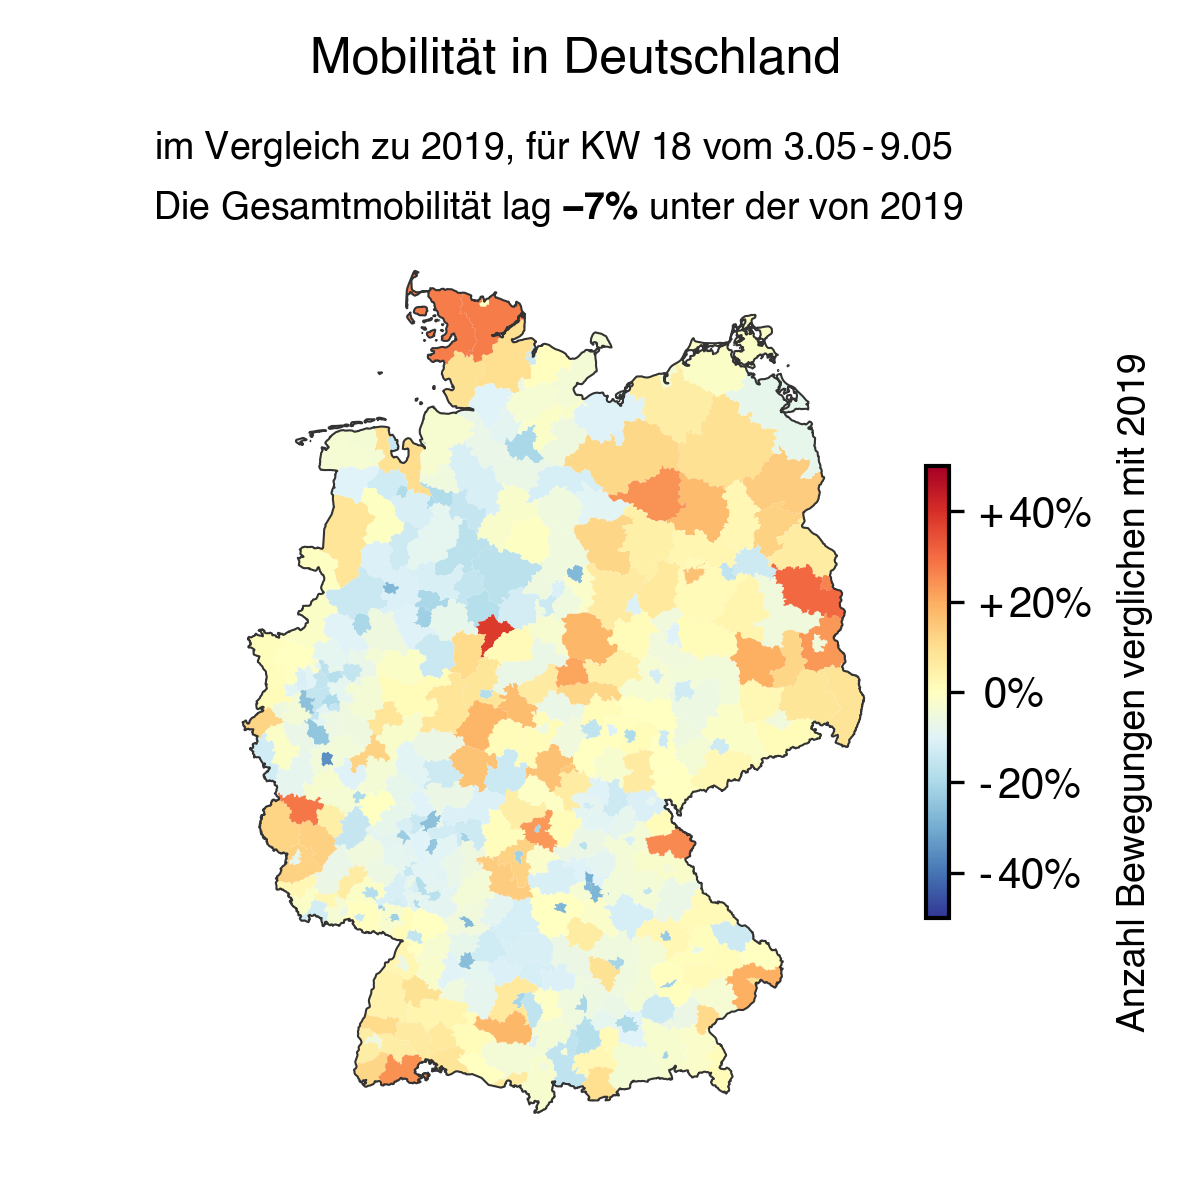 Mobilität in Deutschland
im Vergleich zu 2019, für KW 18 vom 3.05 - 9.05
Die Gesamtmobilität lag –7% unter der von 2019
+40%
+20%
0%
-20%
-40%
Anzahl Bewegungen verglichen mit 2019